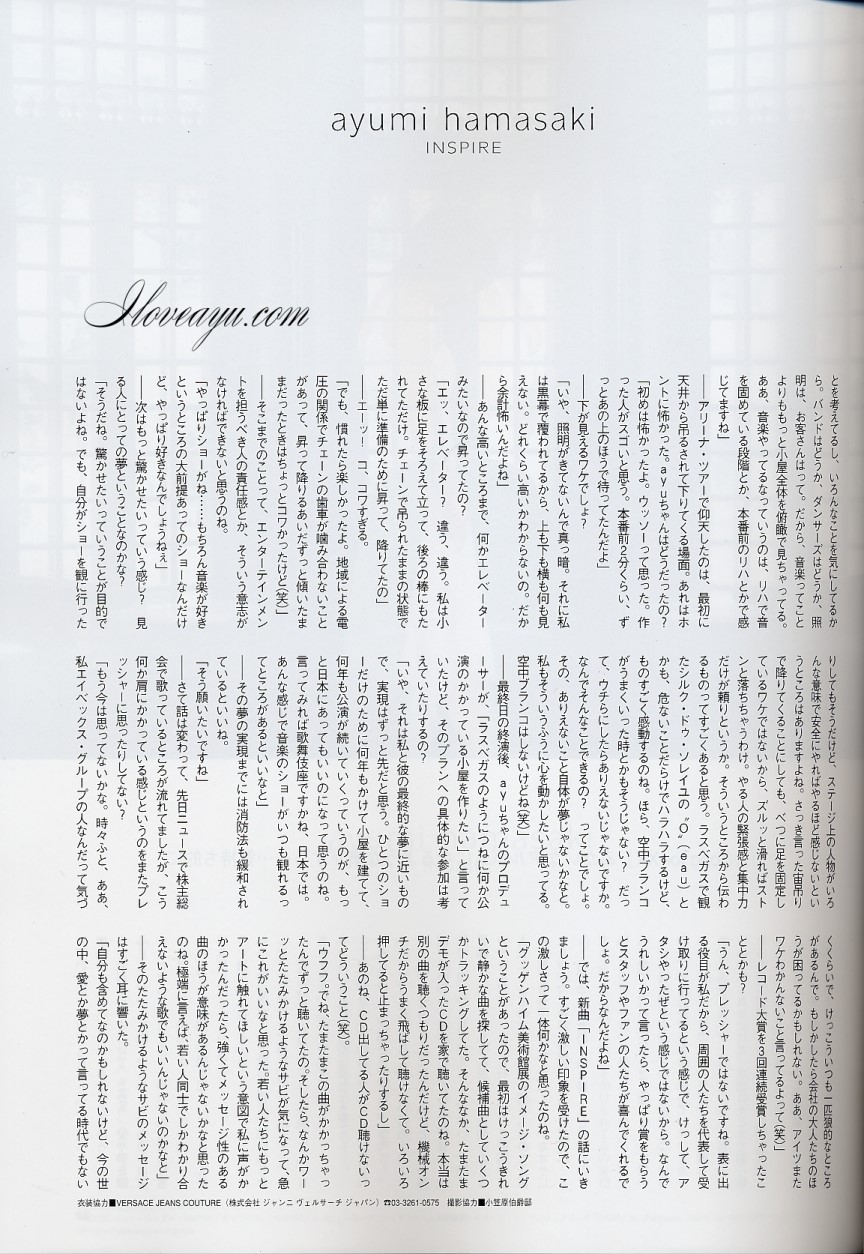 ayumi hamasaki
INSPIRE
Iloveayu.com
とを考えてるし、いろんなことを気にしてるか
ら。バンドはどうか、ダンサーズはどうか、照
明は、お客さんはって。だから、音楽ってこと
よりももっと小屋全体を俯瞰で見ちゃってる。
ああ、音楽やってるなっていうのは、リハで音
を固めている段階とか、本番前のリハとかで感
じてますね」
――アリーナ・ツアーで仰天したのは、最初に
天井から吊るされて下りてくる場面。あれはホ
ントに怖かった。ayuちゃんはどうだったの?
「初めは怖かったよ。ウッソーって思った。作
った人がスゴいと思う。本番前2分くらい、ず
っとあの上のほうで待ってたんだよ」
――下が見えるワケでしょ?
「いや、照明がきてないんで真っ暗。それに私
は黒幕で覆われてるから、上も下も横も何も見
えない。どれくらい高いかわからないの。だか
ら余計怖いんだよね」
――あんな高いところまで、何かエレベーター
みたいなので昇ってたの?
「エッ、エレベーター? 違う、違う。私は小
さな板に足をそろえて立って、後ろの棒にもた
れてただけ。チェーンで吊られたままの状態で
ただ単に準備のために昇って、降りてたの」
――エーッ! コ、コワすぎる。
「でも、慣れたら楽しかったよ。地域による電
圧の関係でチェーンの歯車が噛み合わないこと
があって、昇って降りるあいだずっと傾いたま
まだったときはちょっとコワかったけど(笑)」
――そこまでのことって、エンターテインメン
トを担うべき人の責任感とか、そういう意志が
なければできないと思うのね。
「やっぱりショーがね……もちろん音楽が好き
というところの大前提あってのショーなんだけ
ど、やっぱり好きなんでしょうねぇ」
――次はもっと驚かせたいっていう感じ? 見
る人にとっての夢ということなのかな?
「そうだね。驚かせたいっていうことが目的で
はないよね。でも、自分がショーを観に行った
りしてもそうだけど、ステージ上の人物がいろ
んな意味で安全にやればやるほど感じないとい
うところはありますよね。さっき言った宙吊り
で降りてくることにしても、べつに足を固定し
ているワケではないから、ズルッと滑ればスト
ンと落ちちゃうわけ。やる人の緊張感と集中力
だけが頼りというか。そういうところから伝わ
るものってすごくあると思う。ラスベガスで観
たシルク・ドゥ・ソレイユの〝O〟(eau)と
かも、危ないことだらけでハラハラするけど、
ものすごく感動するのね。ほら、空中ブランコ
がうまくいった時とかもそうじゃない? だっ
て、ウチらにしたらありえないじゃないですか。
なんでそんなことできるの? ってことでしょ。
その、ありえないこと自体が夢じゃないかなと。
私もそういうふうに心を動かしたいと思ってる。
空中ブランコはしないけどね(笑)」
――最終日の終演後、ayuちゃんのプロデュ
ーサーが、「ラスベガスのようにつねに何か公
演のかかっている小屋を作りたい」と言って
いたけど、そのプランへの具体的な参加は考
えていたりするの?
「いや、それは私と彼の最終的な夢に近いもの
で、実現はずっと先だと思う。ひとつのショ
ーだけのために何年もかけて小屋を建てて、
何年も公演が続いていくっていうのが、もっ
と日本にあってもいいのになって思うのね。
言ってみれば歌舞伎座ですかね、日本では。
あんな感じで音楽のショーがいつも観れるっ
てところがあるといいなと」
――その夢の実現までには消防法も緩和され
ているといいね。
「そう願いたいですね」
――さて話は変わって、先日ニュースで株主総
会で歌っているところが流れてましたが、こう
何か肩にかかっている感じというのをまたプレ
ッシャーに思ったりしてない?
「もう今は思ってないかな。時々ふと、ああ、
私エイベックス・グループの人なんだって気づ
くくらいで、けっこういつも一匹狼的なところ
があるんで。もしかしたら会社の大人たちのほ
うが困ってるかもしれない。ああ、アイツまた
ワケわかんないこと言ってるよって(笑)」
――レコード大賞を3回連続受賞しちゃったこ
ととかも?
「うん、プレッシャーではないですね。表に出
る役目が私だから、周囲の人たちを代表して受
け取りに行ってるという感じで、けっして、ア
タシやったぜという感じではないから。なんで
うれしいかって言ったら、やっぱり賞をもらう
とスタッフやファンの人たちが喜んでくれるで
しょ。だからなんだよね」
――では、新曲「INSPIRE」の話にいき
ましょう。すごく激しい印象を受けたので、こ
の激しさって一体何かなと思ったのね。
「グッゲンハイム美術館展のイメージ・ソング
ということがあったので、最初はけっこうきれ
いで静かな曲を探してて、候補曲としていくつ
かトラッキングしてた。そんななか、たまたま
デモが入ったCDを家で聴いてたのね。本当は
別の曲を聴くつもりだったんだけど、機械オン
チだからうまく飛ばして聴けなくて。いろいろ
押してると止まっちゃったりするし」
――あのね、CD出してる人がCD聴けないっ
てどういうこと(笑)。
「ウフフ。でね、たまたまこの曲がかかっちゃっ
たんでずっと聴いてたの。そしたら、なんかワー
ッとたたみかけるようなサビが気になって、急
にこれがいいなと思った。若い人たちにもっと
アートに触れてほしいという意図で私に声がか
かったんだったら、強くてメッセージ性のある
曲のほうが意味があるんじゃないかなと思った
のね。極端に言えば、若い人同士でしかわかり合
えないような歌でもいいんじゃないのかなと」
――そのたたみかけるようなサビのメッセージ
はすごく耳に響いた。
「自分も含めてなのかもしれないけど、今の世
の中、愛とか夢とかって言ってる時代でもない
衣装協力■VERSACE JEANS COUTURE(株式会社 ジャンニ ヴェルサーチ ジャパン)☎03-3261-0575 撮影協力■小笠原伯爵邸